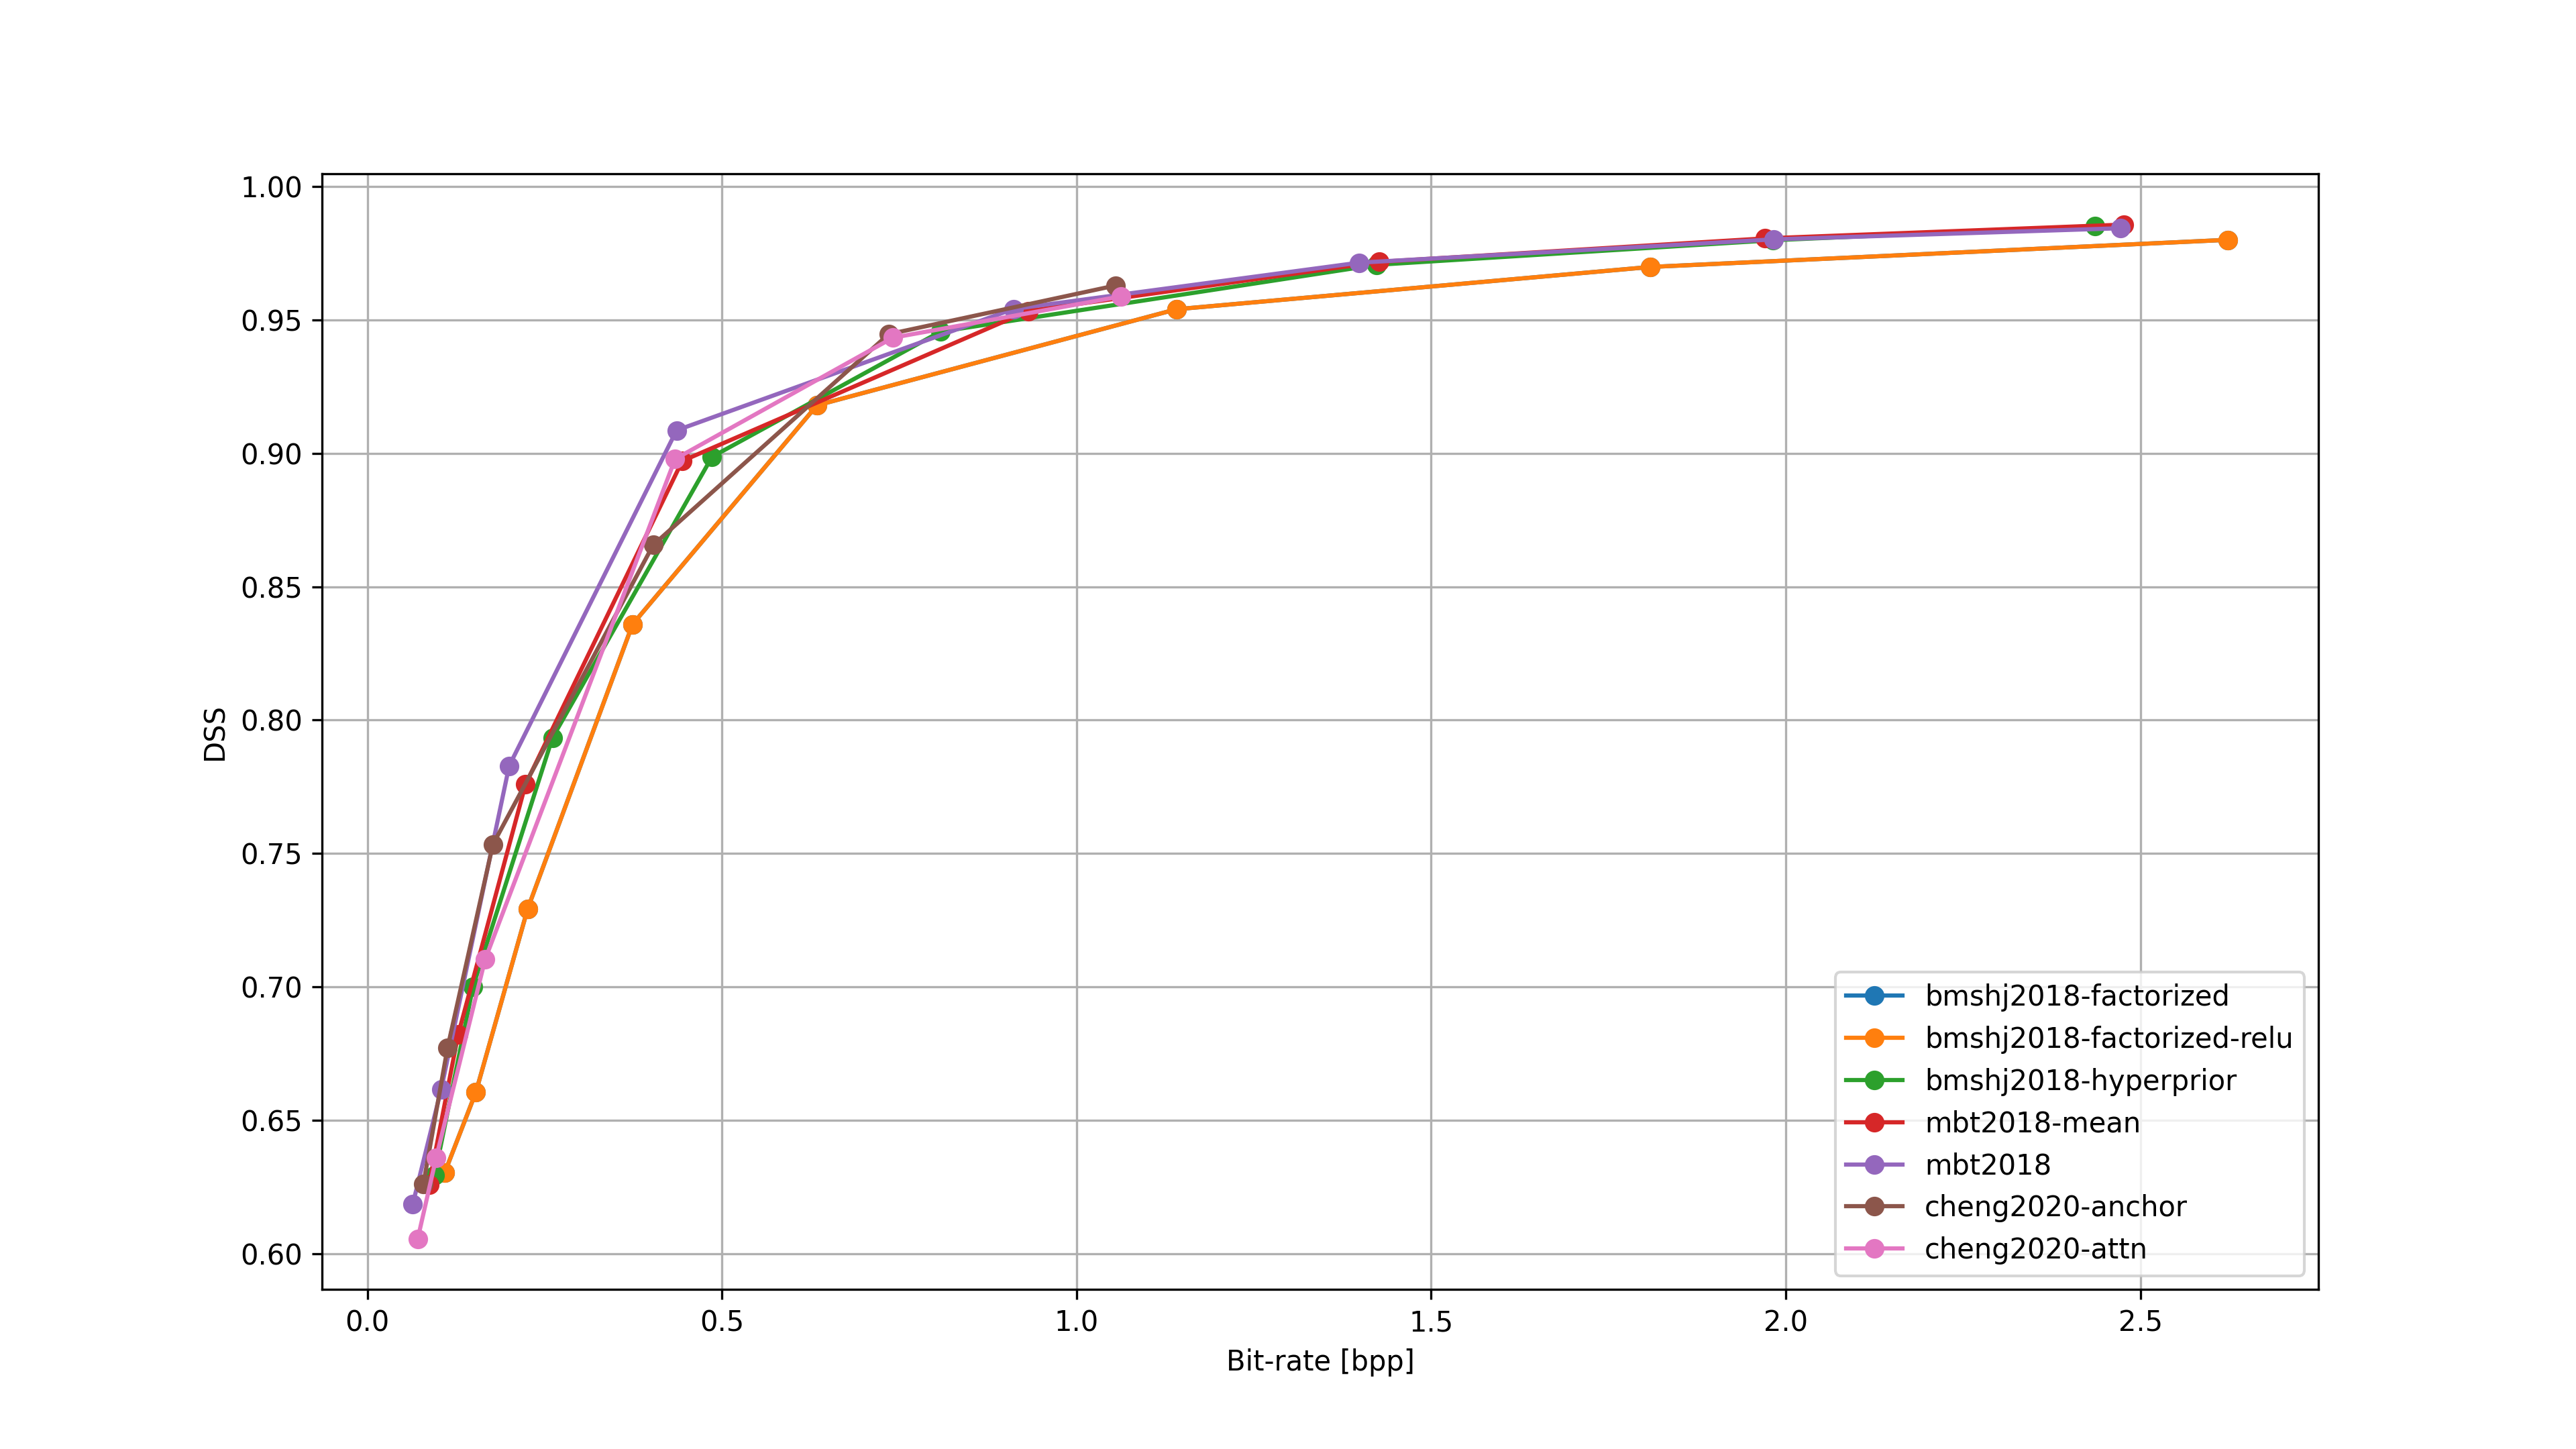 1.00
0.95
0.90
0.85
0.80
0.75
0.70
0.65
0.60
DSS
0.0 0.5 1.0 1.5 2.0 2.5
Bit-rate [bpp]
bmshj2018-factorized
bmshj2018-factorized-relu
bmshj2018-hyperprior
mbt2018-mean
mbt2018
cheng2020-anchor
cheng2020-attn